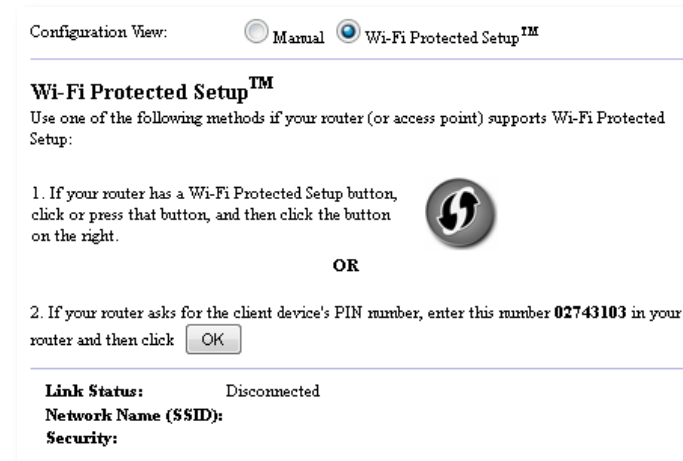 Configuration View: Manual Wi-Fi Protected Setup™
Wi-Fi Protected Setup™
Use one of the following methods if your router (or access point) supports Wi-Fi Protected
Setup:
1. If your router has a Wi-Fi Protected Setup button,
click or press that button, and then click the button
on the right.
OR
2. If your router asks for the client device's PIN number, enter this number 02743103 in your
router and then click OK
Link Status: Disconnected
Network Name (SSID):
Security: